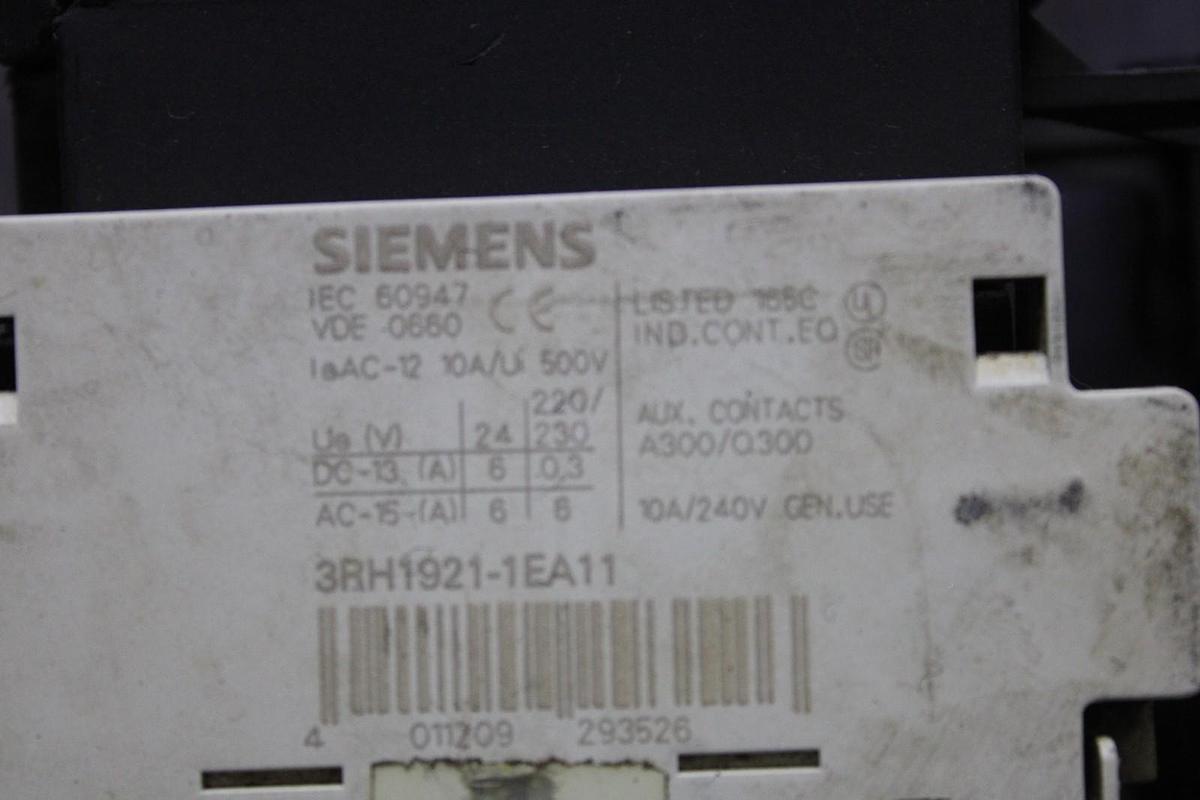 SIEMENS
IEC 60947
VDE 0660
CE
IeAC-12 10A/Ui 500V
Ue (V) 24 220/230
DC-13 (A) 6 0,3
AC-15 (A) 6 6
LISTED 165C UL
IND.CONT.EQ
AUX. CONTACTS
A300/Q300
10A/240V GEN.USE
3RH1921-1EA11
4 011209 293526